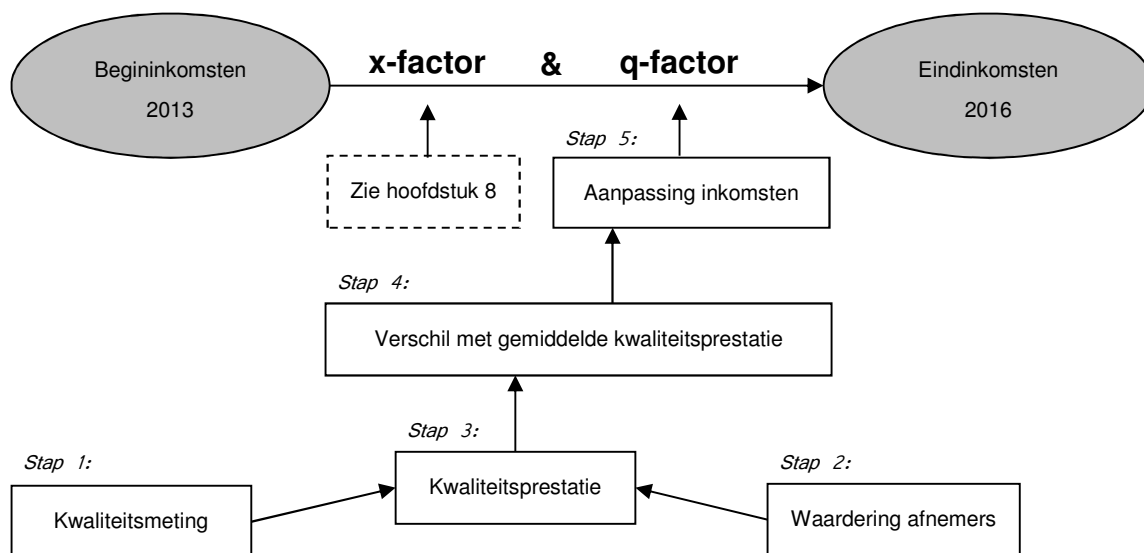 Begininkomsten
2013
x-factor & q-factor
Eindinkomsten
2016
Stap 5:
Zie hoofdstuk 8
Aanpassing inkomsten
Stap 4:
Verschil met gemiddelde kwaliteitsprestatie
Stap 3:
Stap 1:
Stap 2:
Kwaliteitsprestatie
Kwaliteitsmeting
Waardering afnemers